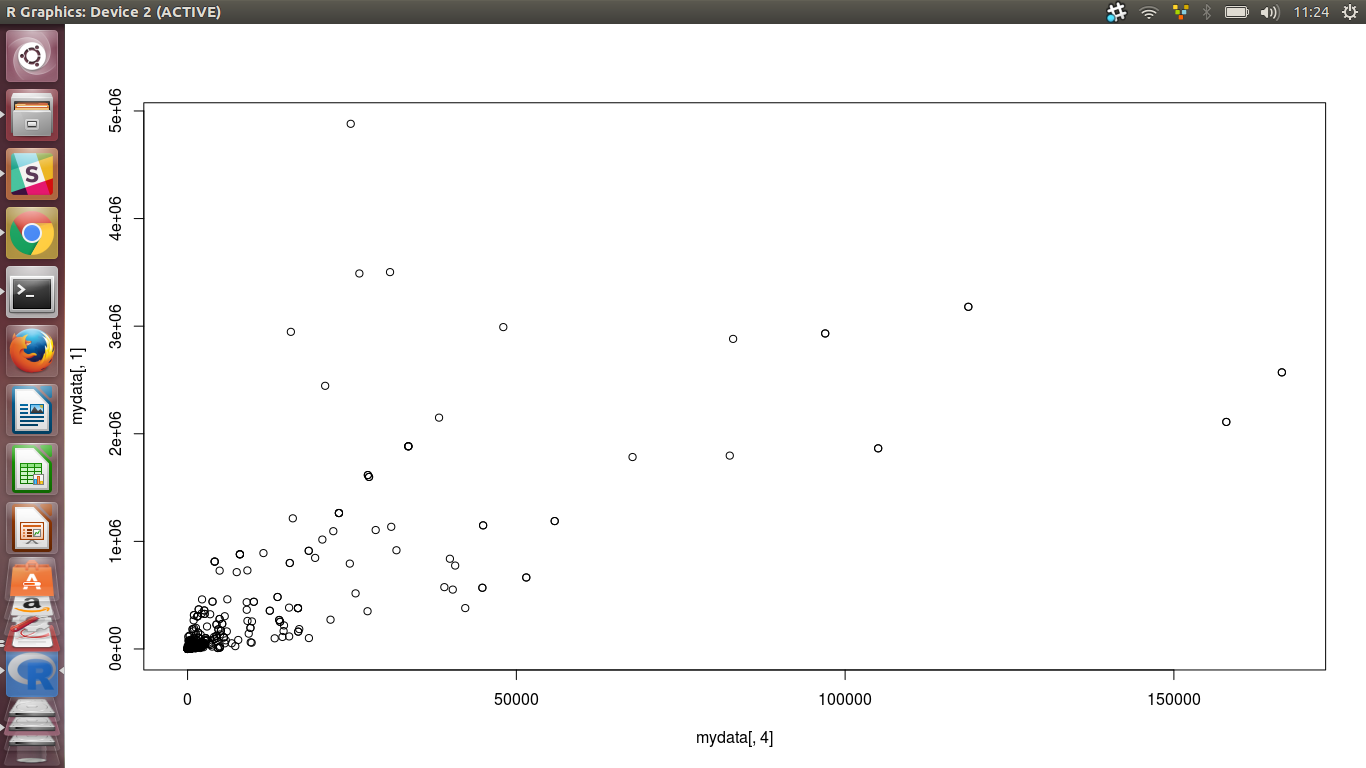 R Graphics: Device 2 (ACTIVE)
11:24
5e+06
4e+06
3e+06
2e+06
1e+06
0e+00
mydata[, 1]
0
50000
100000
150000
mydata[, 4]
S
>_
A
a
R